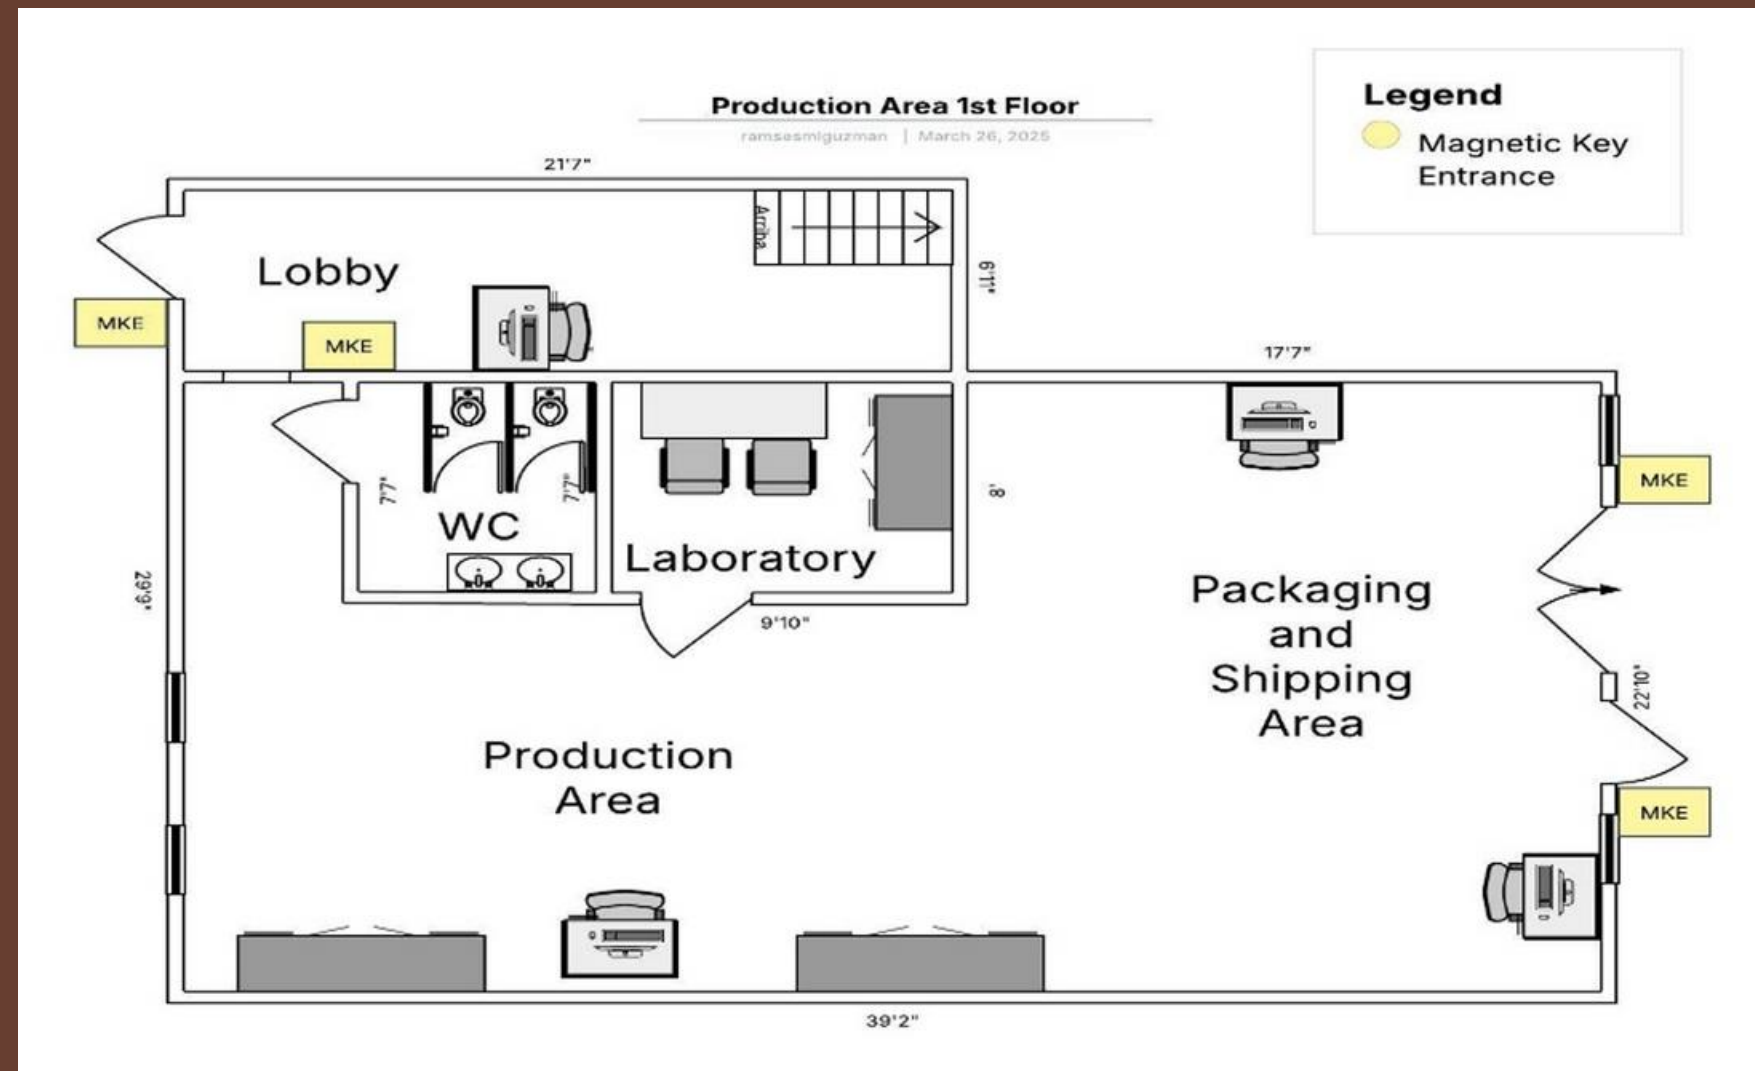 Production Area 1st Floor
ramsesmlguzman | March 26, 2025
Legend
Magnetic Key
Entrance
21'7"
Arriba
Lobby
6'11"
MKE
MKE
17'7"
MKE
7'7"
7'7"
WC
Laboratory
8'
9'10"
29'9"
Packaging
and
Shipping
Area
22'10"
Production
Area
MKE
39'2"